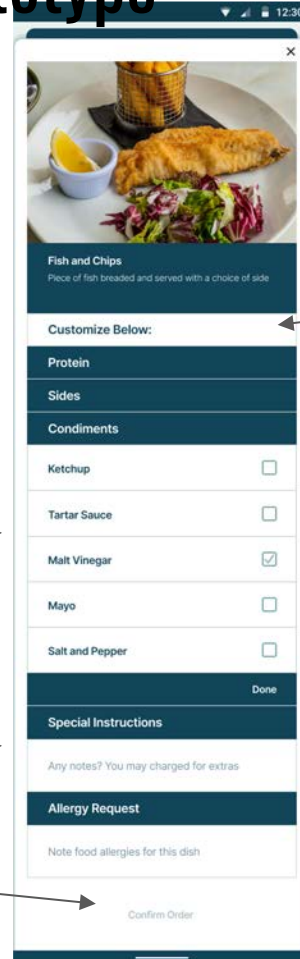 12:30
Fish and Chips
Piece of fish breaded and served with a choice of side
Customize Below:
Protein
Sides
Condiments
Ketchup
Tartar Sauce
Malt Vinegar
Mayo
Salt and Pepper
Done
Special Instructions
Any notes? You may charged for extras
Allergy Request
Note food allergies for this dish
Confirm Order